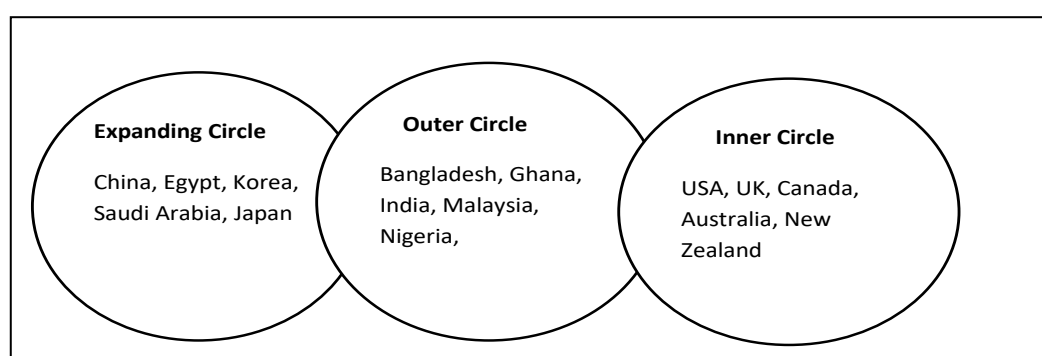 Expanding Circle
China, Egypt, Korea,
Saudi Arabia, Japan
Outer Circle
Bangladesh, Ghana,
India, Malaysia,
Nigeria,
Inner Circle
USA, UK, Canada,
Australia, New
Zealand